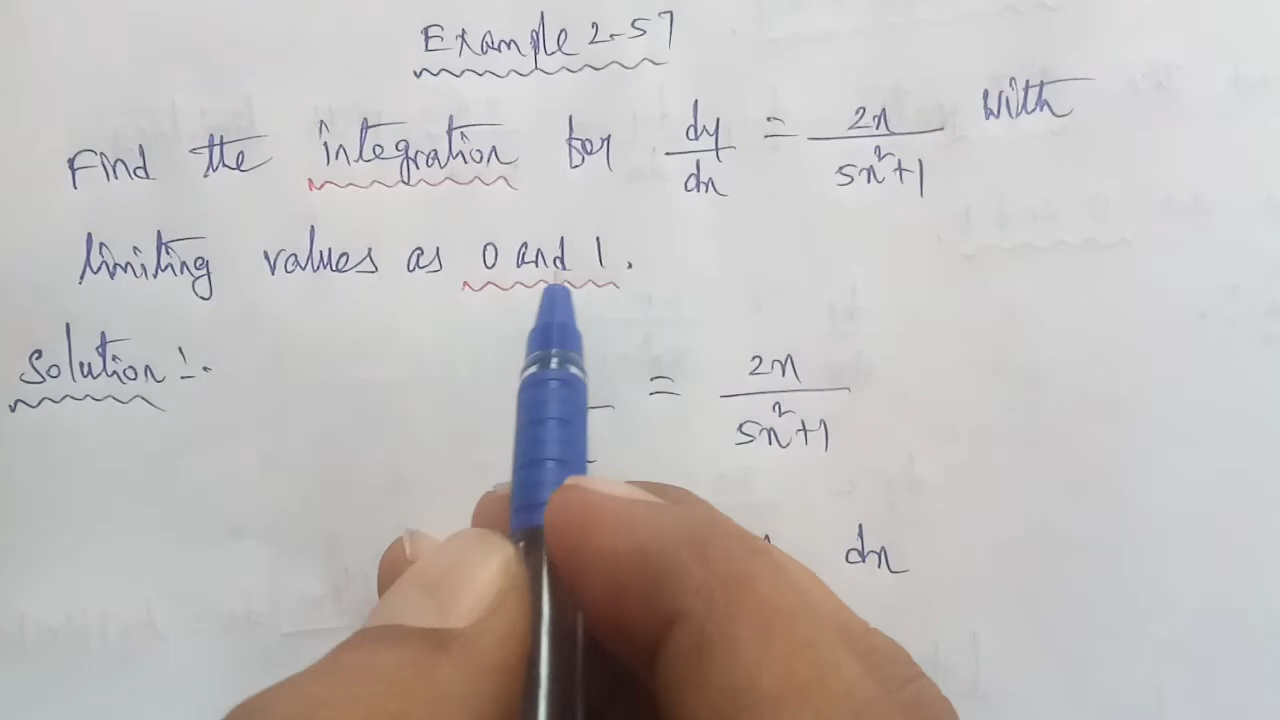 Example 2.57
Find the integration for dy/dx = 2x/5x²+1 with
limiting values as 0 and 1.
Solution :-
= 2x/5x²+1
dx